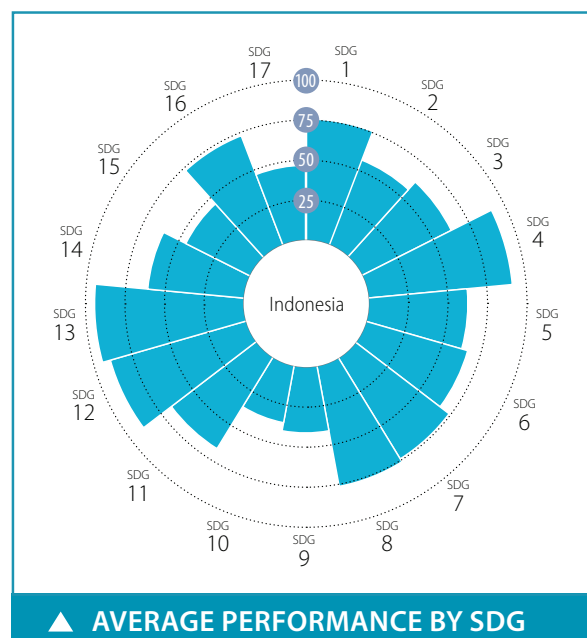 SDG
1
SDG
2
SDG
3
SDG
4
SDG
5
SDG
6
SDG
7
SDG
8
SDG
9
SDG
10
SDG
11
SDG
12
SDG
13
SDG
14
SDG
15
SDG
16
SDG
17
100
75
50
25
Indonesia
AVERAGE PERFORMANCE BY SDG